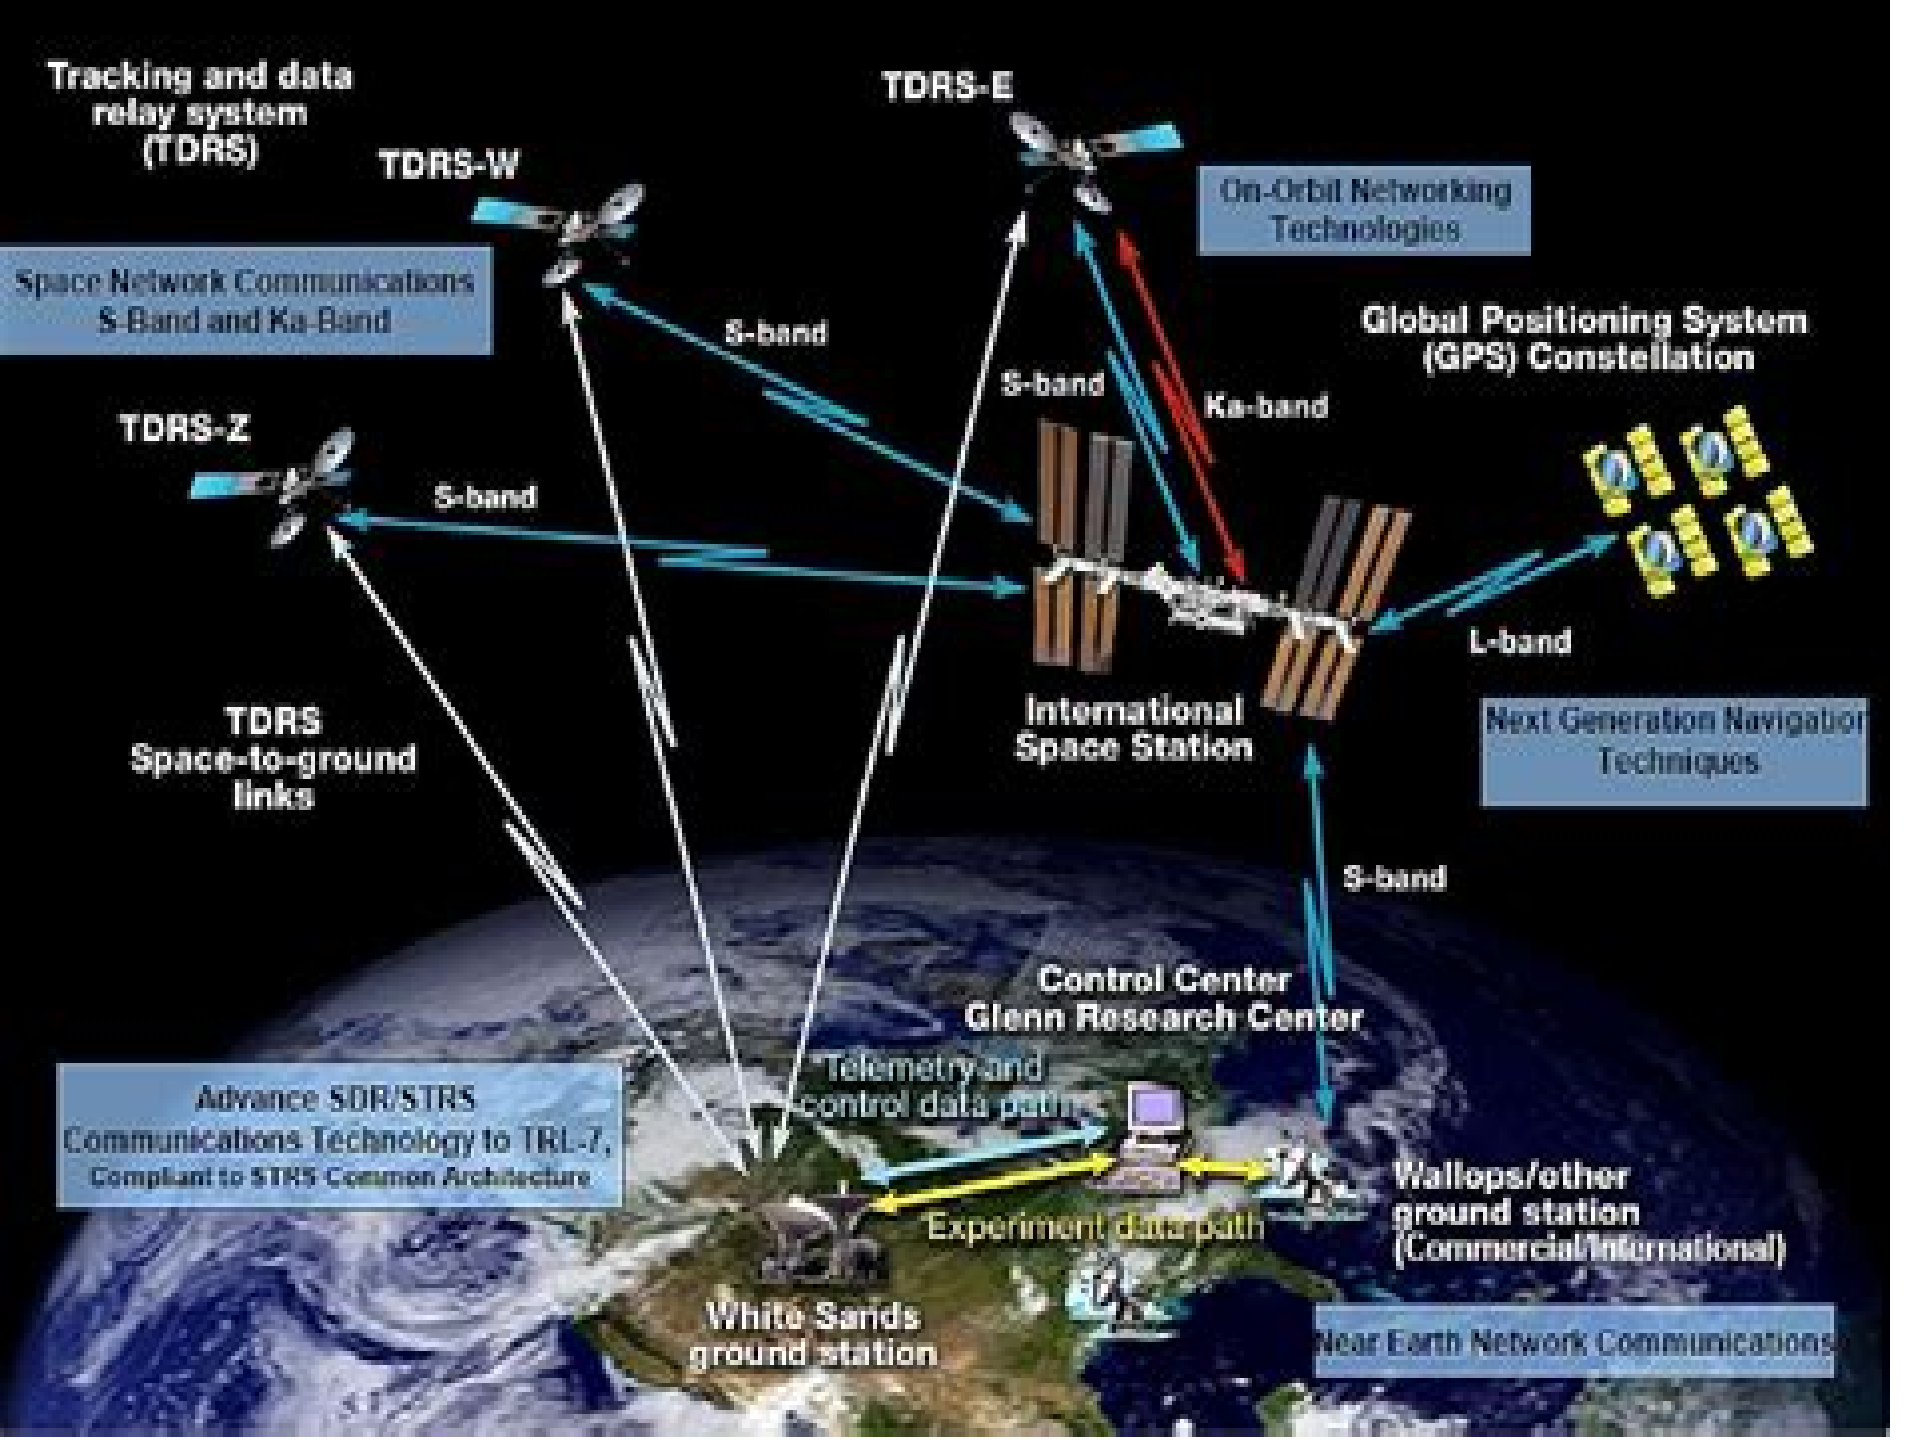 Tracking and data
relay system
(TDRS)
TDRS-W
TDRS-E
On-Orbit Networking
Technologies
Space Network Communications
S-Band and Ka-Band
S-band
S-band
Ka-band
Global Positioning System
(GPS) Constellation
TDRS-Z
S-band
L-band
International
Space Station
Next Generation Navigation
Techniques
TDRS
Space-to-ground
links
S-band
Control Center
Glenn Research Center
Telemetry and
control data path
Advance SDR/STRS
Communications Technology to TRL-7,
Compliant to STRS Common Architecture
Experiment data path
Wallops/other
ground station
(Commercial/International)
White Sands
ground station
Near Earth Network Communications